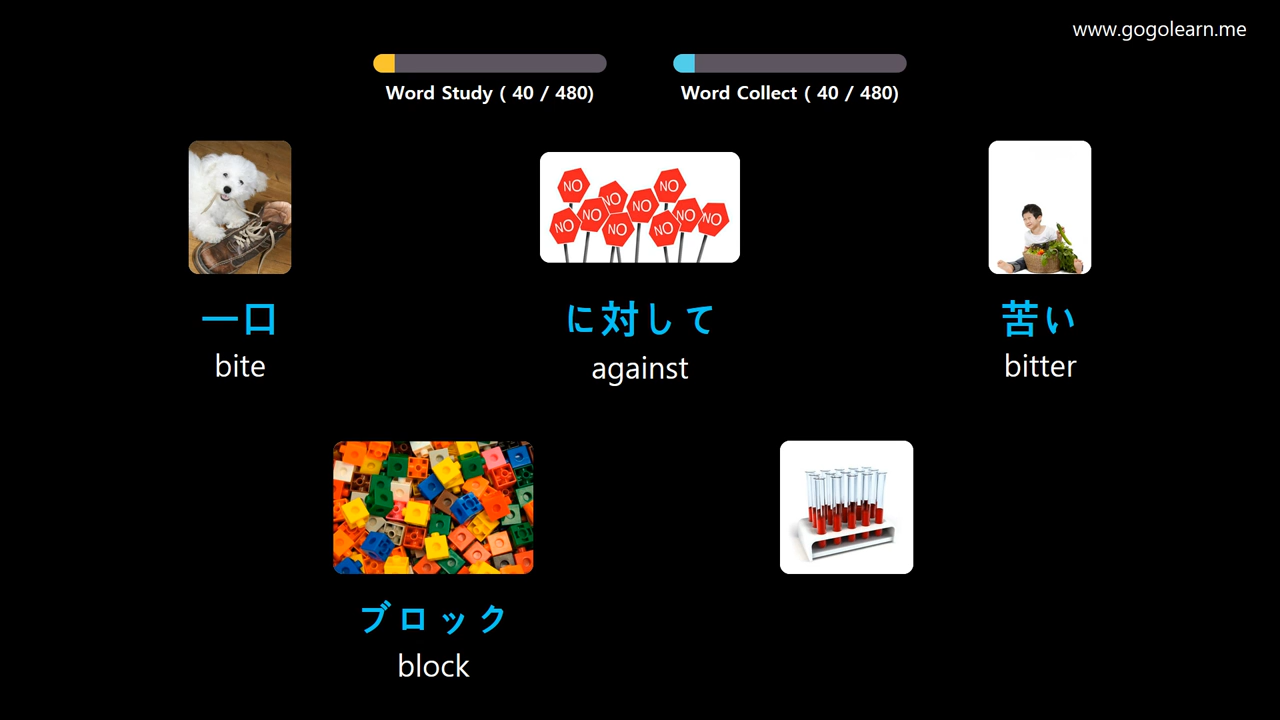 www.gogolearn.me
Word Study ( 40 / 480)
Word Collect ( 40 / 480)
NO
NO
NO
NO
NO
NO
NO
NO
NO
NO
一口
bite
に対して
against
苦い
bitter
ブロック
block